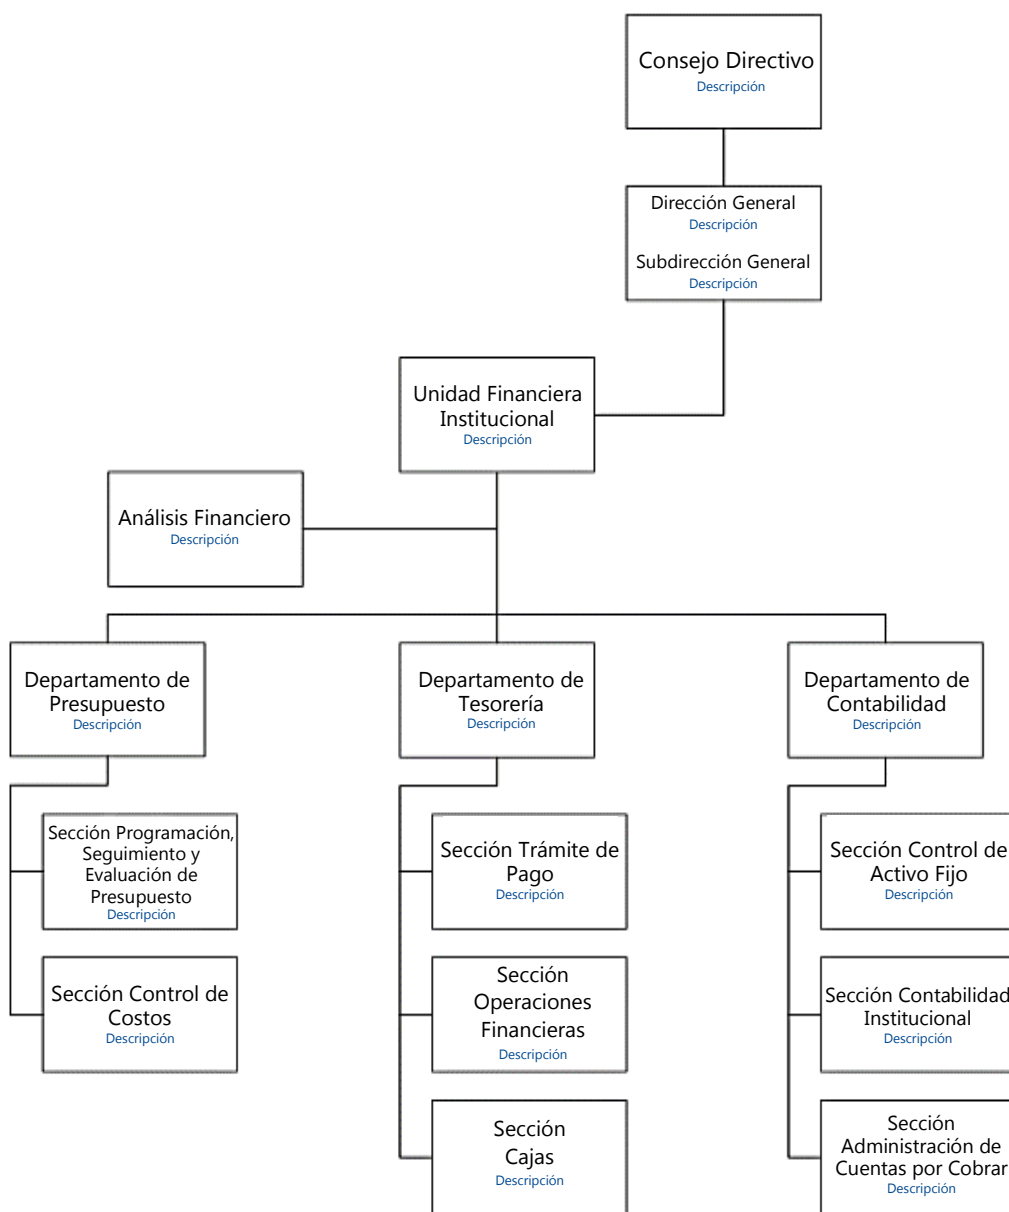 Consejo Directivo
Descripción
Dirección General
Descripción
Subdirección General
Descripción
Unidad Financiera
Institucional
Descripción
Análisis Financiero
Descripción
Departamento de
Presupuesto
Descripción
Departamento de
Tesorería
Descripción
Departamento de
Contabilidad
Descripción
Sección Programación,
Seguimiento y
Evaluación de
Presupuesto
Descripción
Sección Control de
Costos
Descripción
Sección Trámite de
Pago
Descripción
Sección
Operaciones
Financieras
Descripción
Sección
Cajas
Descripción
Sección Control de
Activo Fijo
Descripción
Sección Contabilidad
Institucional
Descripción
Sección
Administración de
Cuentas por Cobrar
Descripción